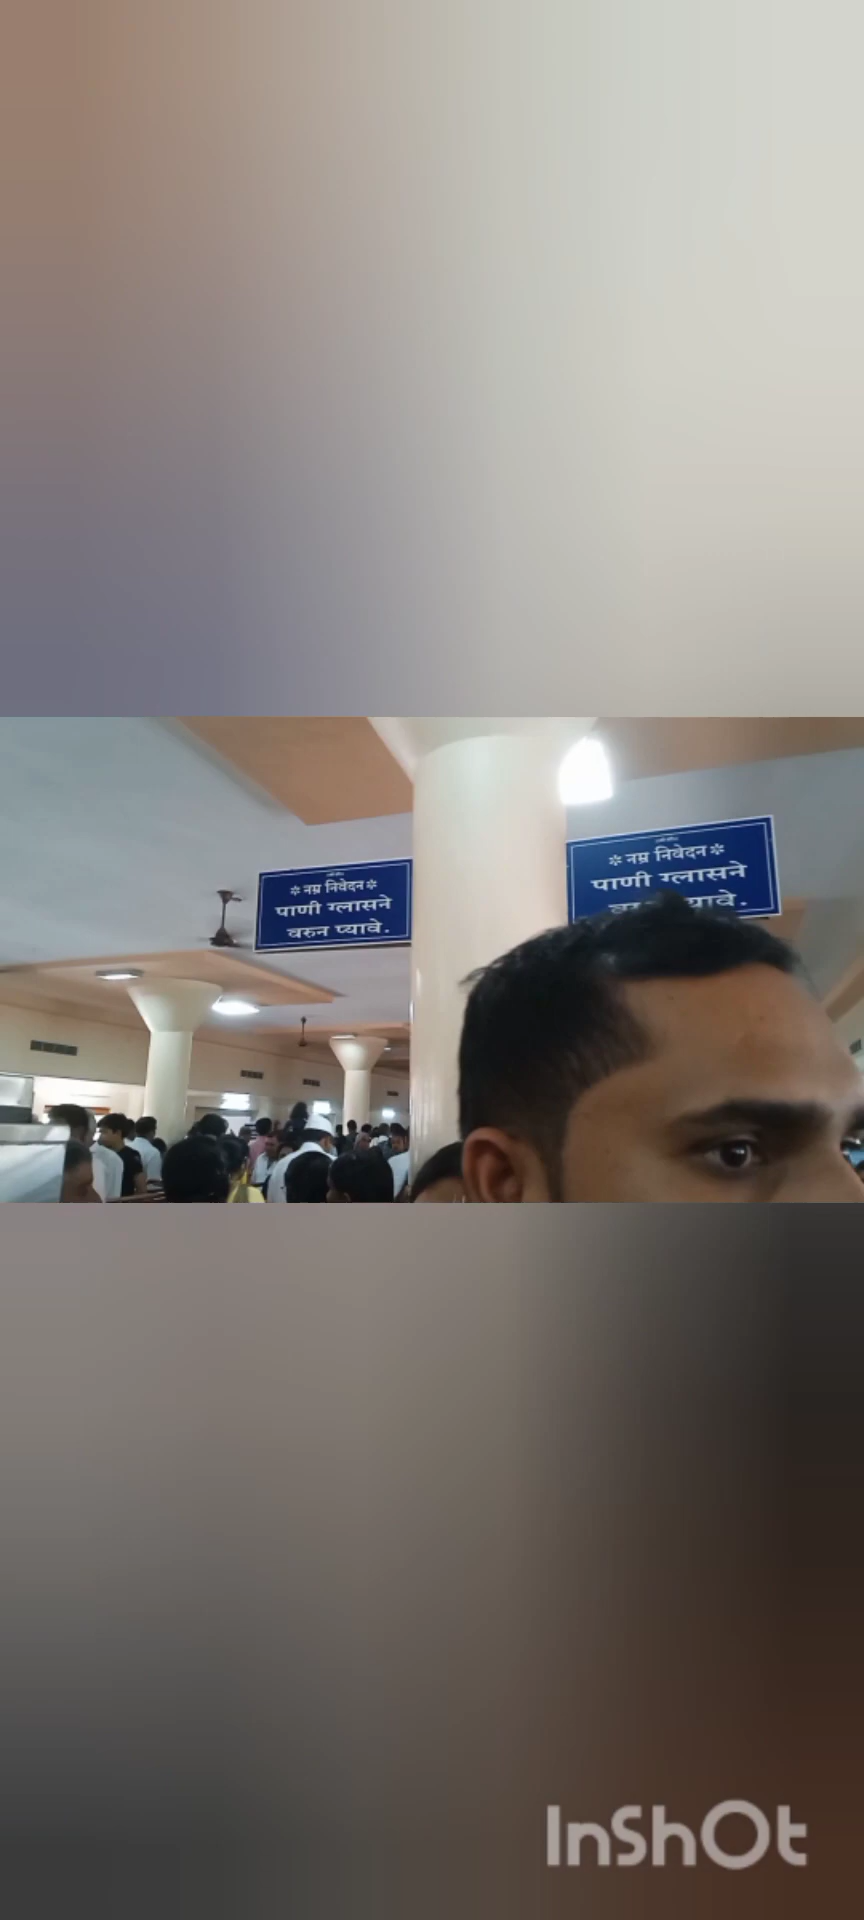 * नम्र निवेदन *
पाणी ग्लासने
वरुन प्यावे.
* नम्र निवेदन *
पाणी ग्लासने
InShOt